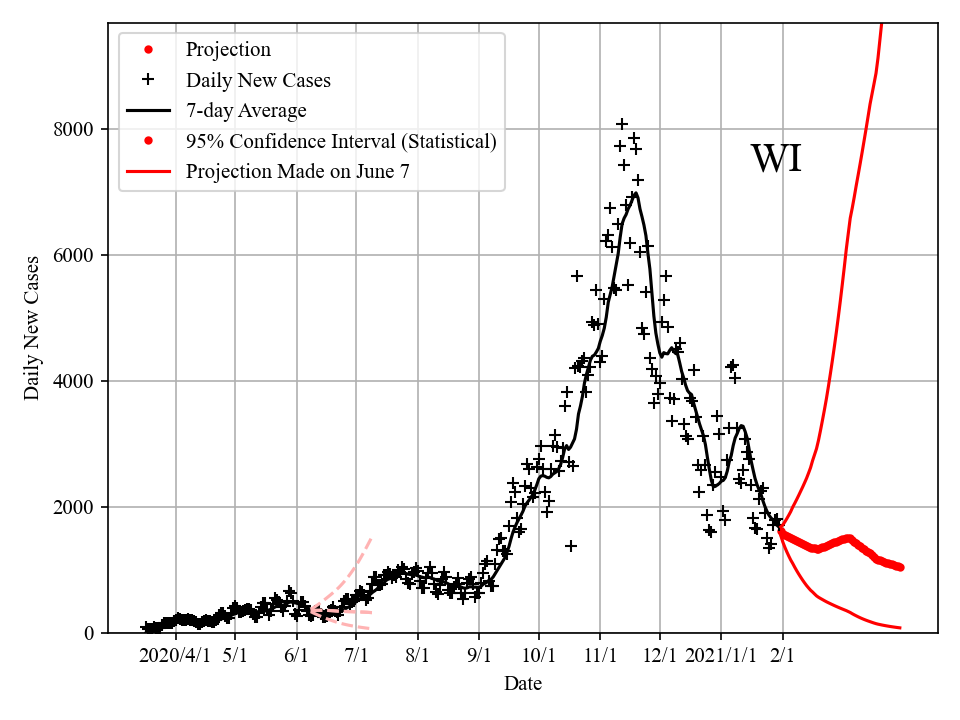 Projection
Daily New Cases
7-day Average
95% Confidence Interval (Statistical)
Projection Made on June 7
WI
8000
6000
4000
2000
0
Daily New Cases
2020/4/1 5/1 6/1 7/1 8/1 9/1 10/1 11/1 12/1 2021/1/1 2/1
Date